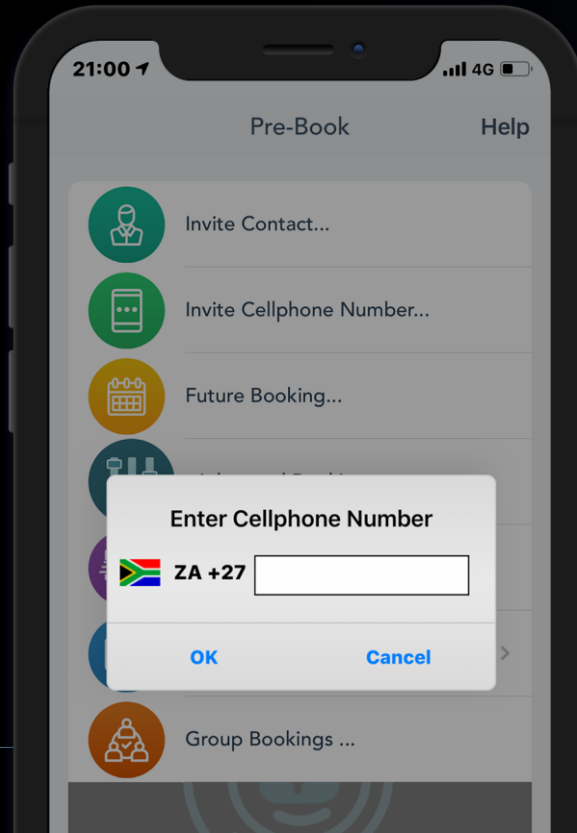 21:00 4G
Pre-Book Help
Invite Contact...
Invite Cellphone Number...
Future Booking...
Enter Cellphone Number
ZA +27
OK Cancel
Group Bookings ...